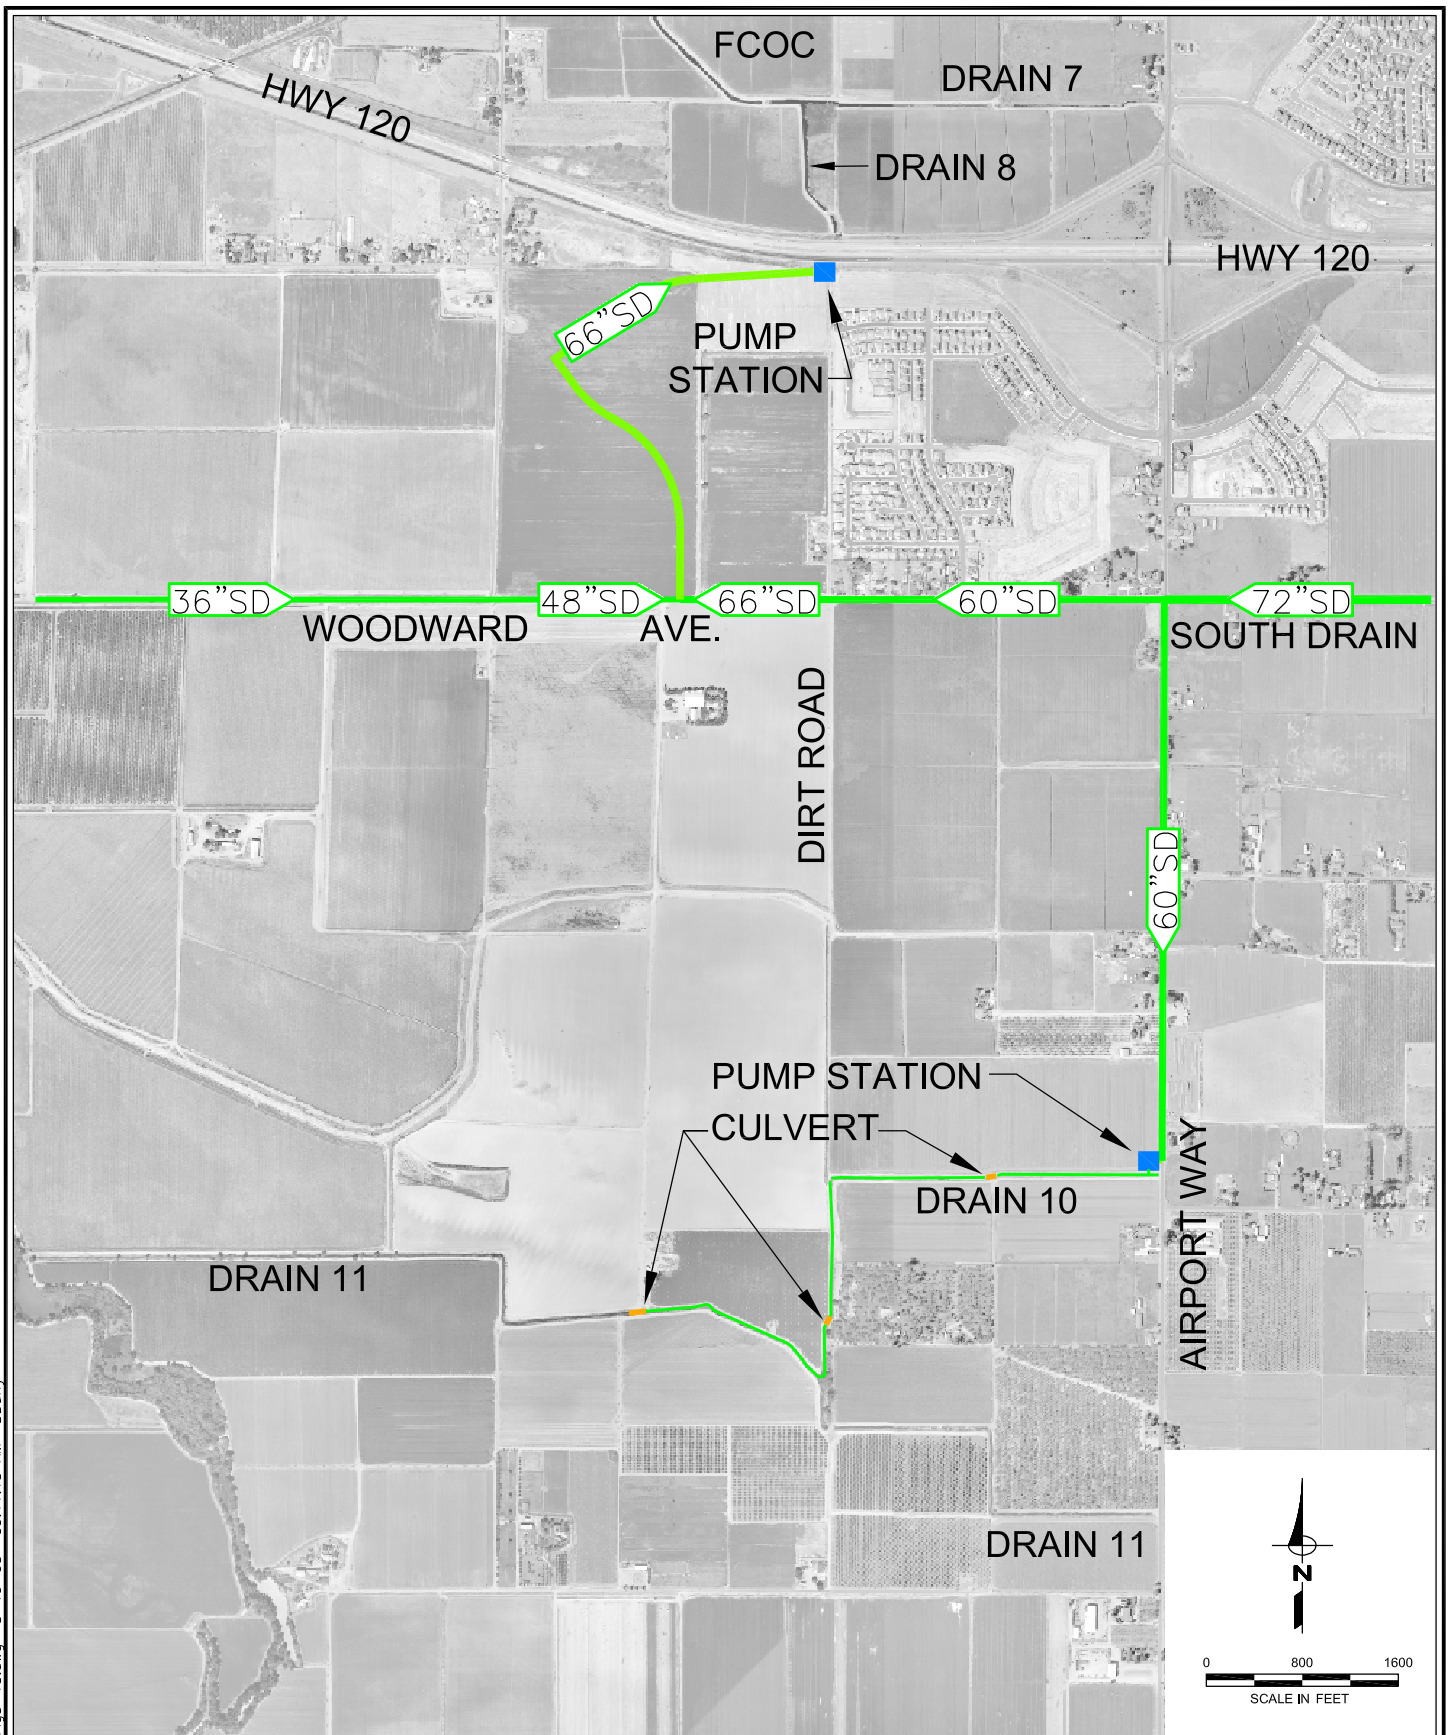 FCOC
DRAIN 7
HWY 120
DRAIN 8
HWY 120
66"SD
PUMP
STATION
36"SD
48"SD
66"SD
60"SD
72"SD
WOODWARD AVE.
SOUTH DRAIN
DIRT ROAD
60"SD
PUMP STATION
CULVERT
DRAIN 10
AIRPORT WAY
DRAIN 11
DRAIN 11
N
0 800 1600
SCALE IN FEET